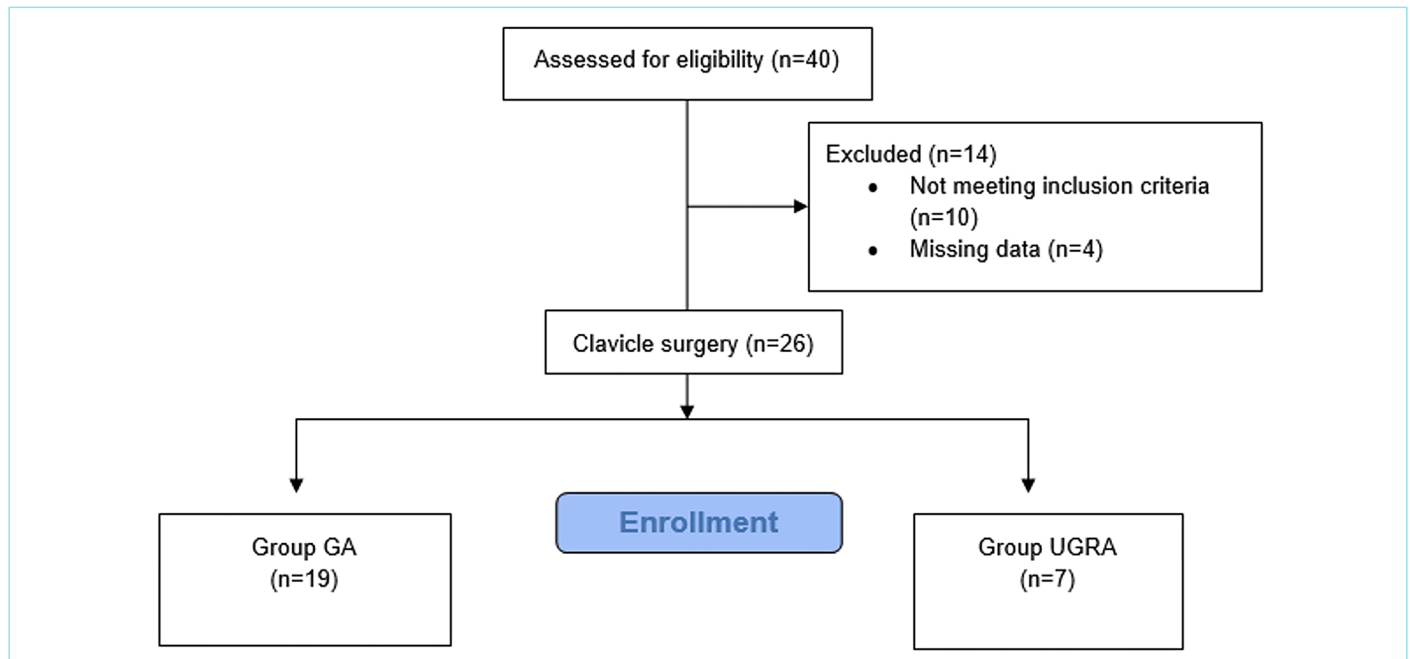 Assessed for eligibility (n=40)
Excluded (n=14)
• Not meeting inclusion criteria
(n=10)
• Missing data (n=4)
Clavicle surgery (n=26)
Enrollment
Group GA
(n=19)
Group UGRA
(n=7)